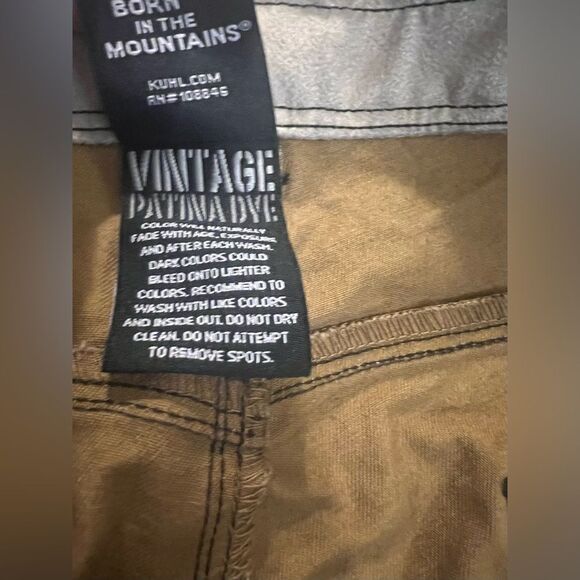 BORN
IN THE
MOUNTAINS®
KUHL.COM
RN#108846
VINTAGE
PATINA DYE
COLOR WILL NATURALLY
FADE WITH AGE, EXPOSURE
AND AFTER EACH WASH.
DARK COLORS COULD
BLEED ONTO LIGHTER
COLORS. RECOMMEND TO
WASH WITH LIKE COLORS
AND INSIDE OUT. DO NOT DRY
CLEAN. DO NOT ATTEMPT
TO REMOVE SPOTS.